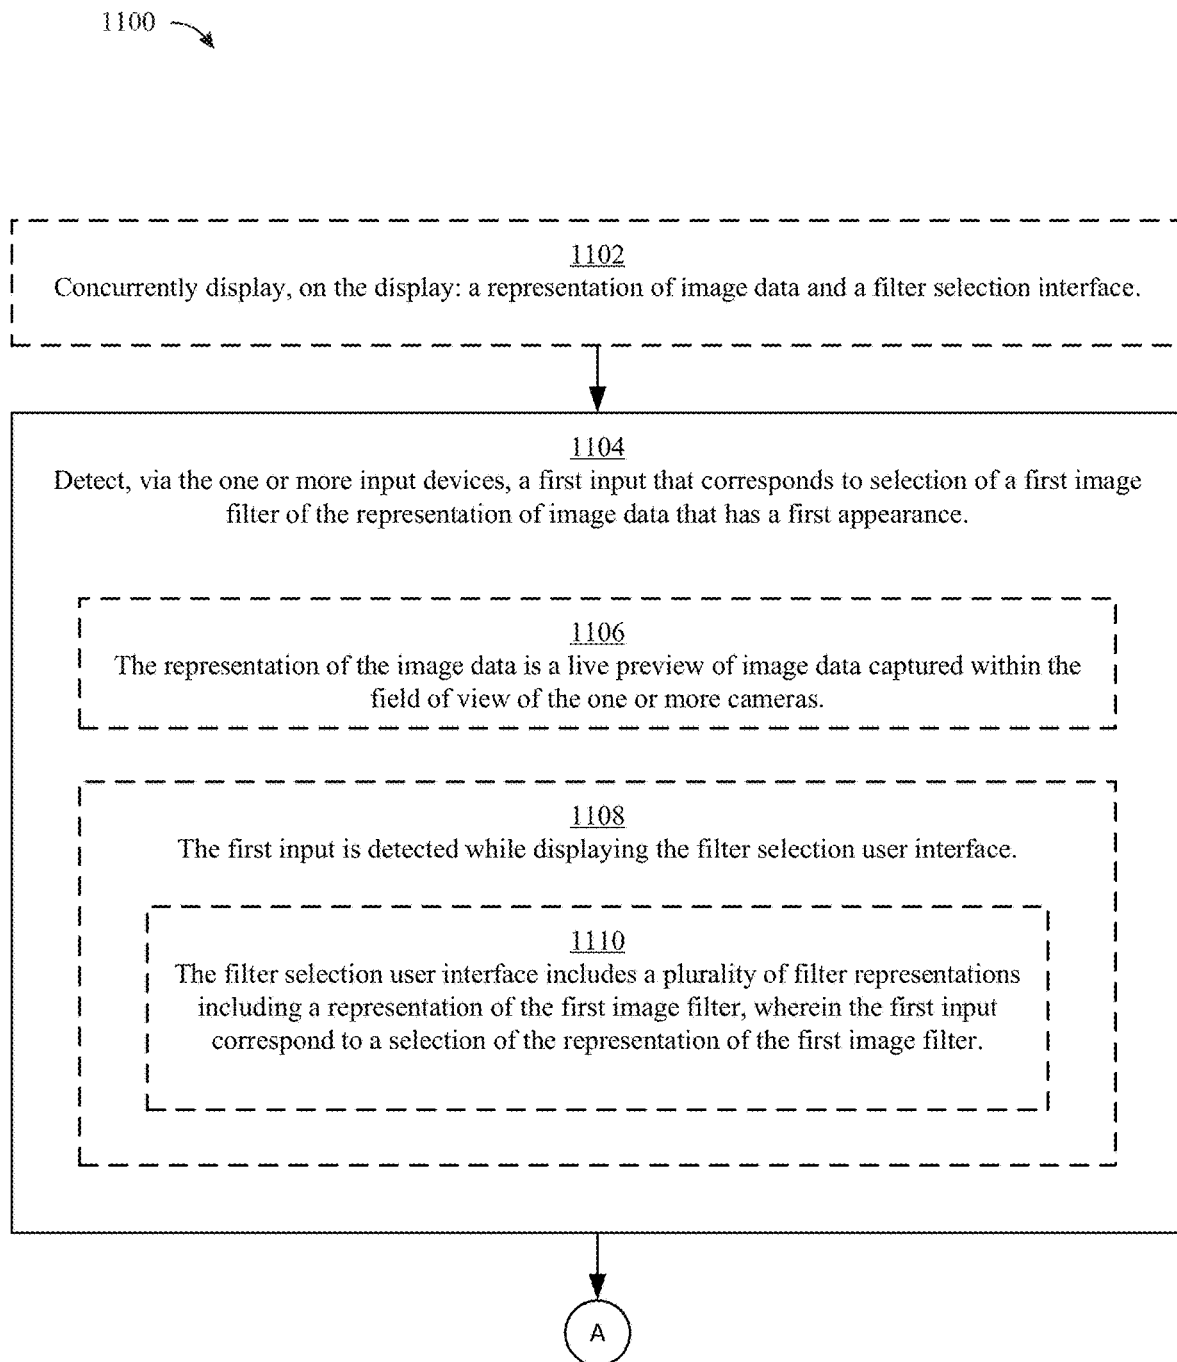 1100
1102
Concurrently display, on the display: a representation of image data and a filter selection interface.
1104
Detect, via the one or more input devices, a first input that corresponds to selection of a first image
filter of the representation of image data that has a first appearance.
1106
The representation of the image data is a live preview of image data captured within the
field of view of the one or more cameras.
1108
The first input is detected while displaying the filter selection user interface.
1110
The filter selection user interface includes a plurality of filter representations
including a representation of the first image filter, wherein the first input
correspond to a selection of the representation of the first image filter.
A